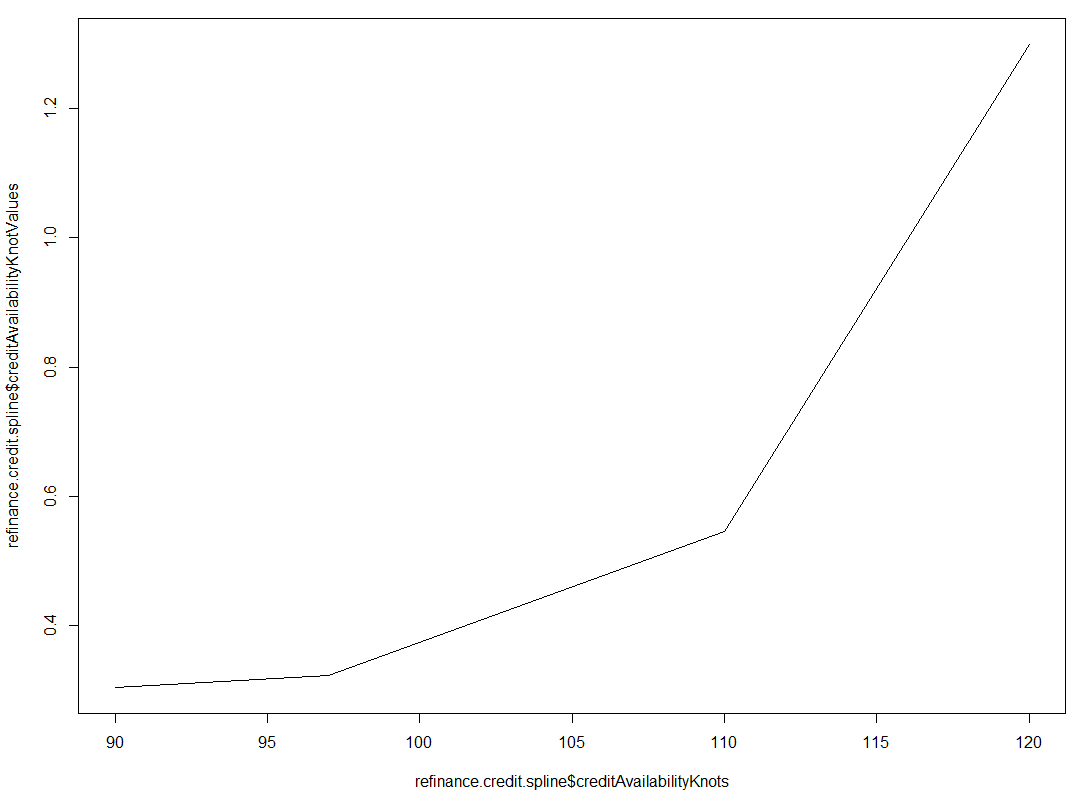 refinance.credit.spline$creditAvailabilityKnotValues
1.2
1.0
0.8
0.6
0.4
90 95 100 105 110 115 120
refinance.credit.spline$creditAvailabilityKnots